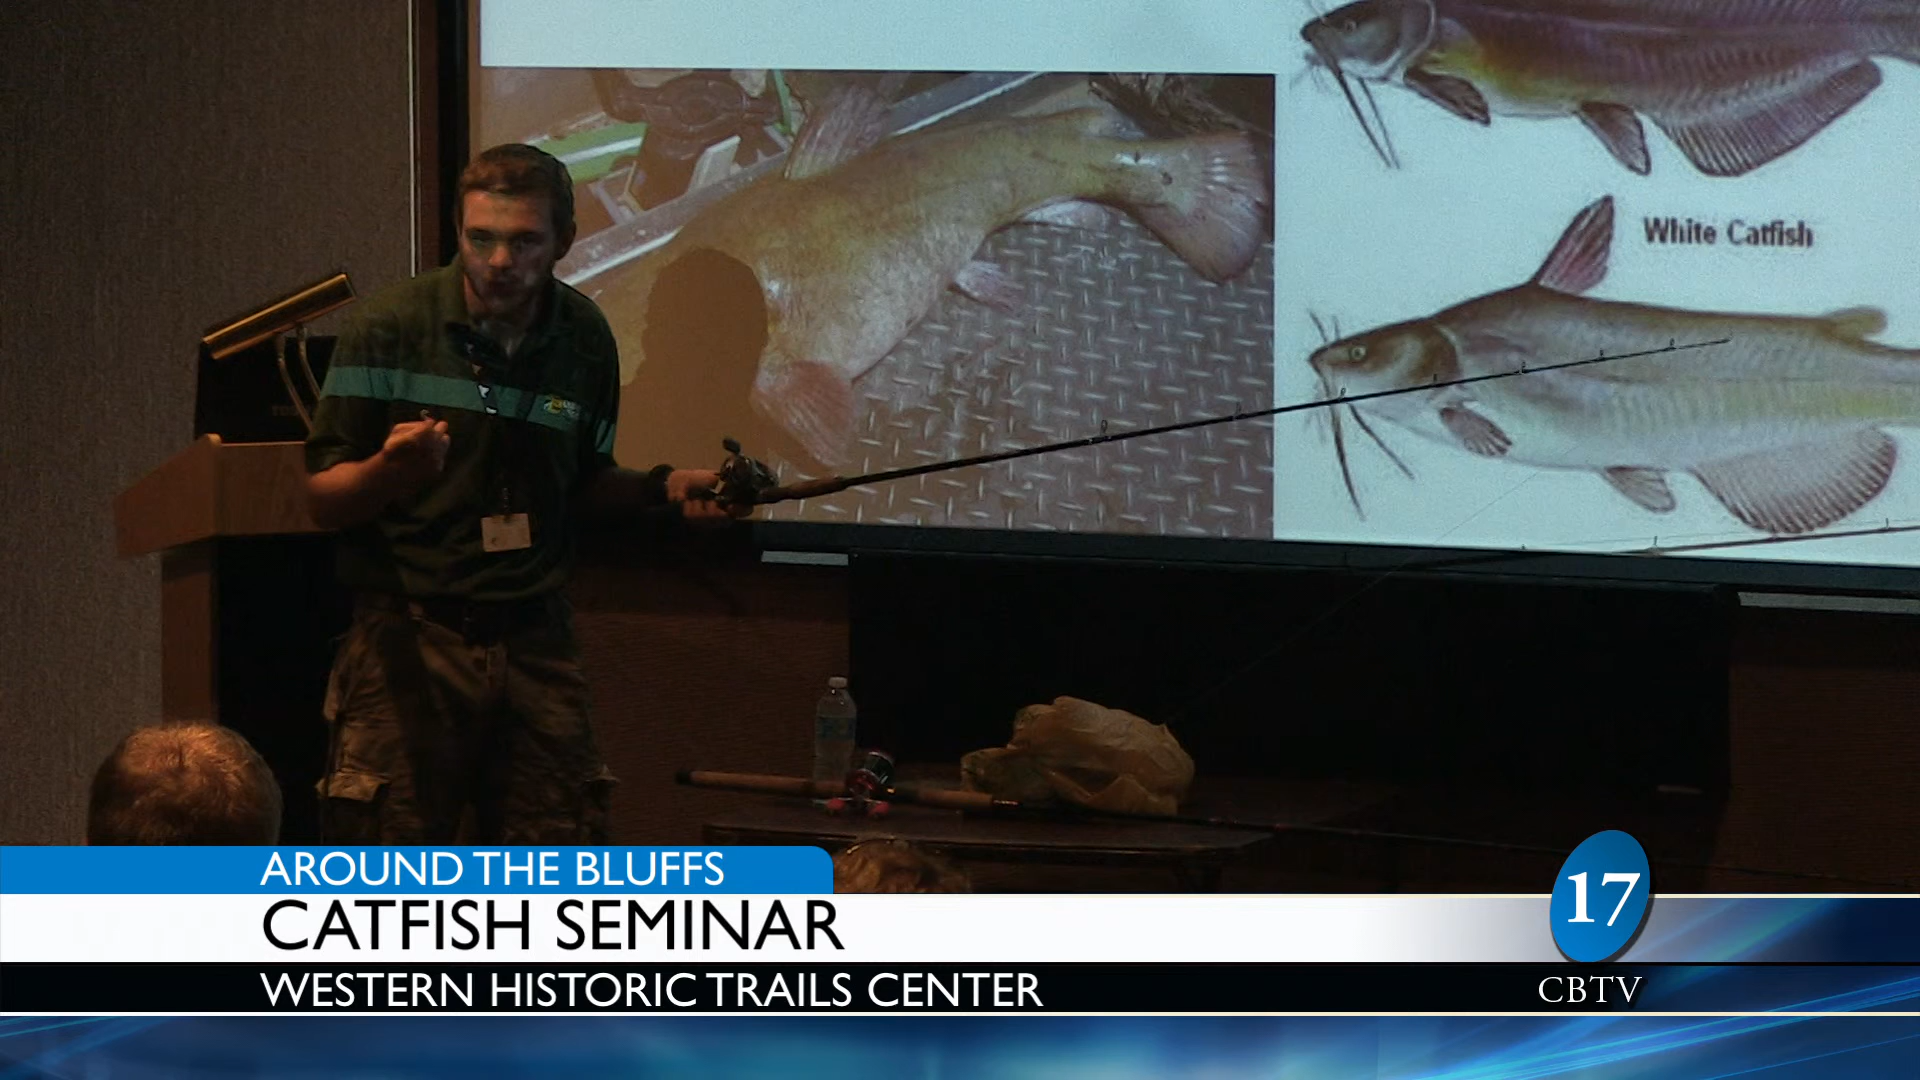 White Catfish
AROUND THE BLUFFS
CATFISH SEMINAR
WESTERN HISTORIC TRAILS CENTER
17
CBTV